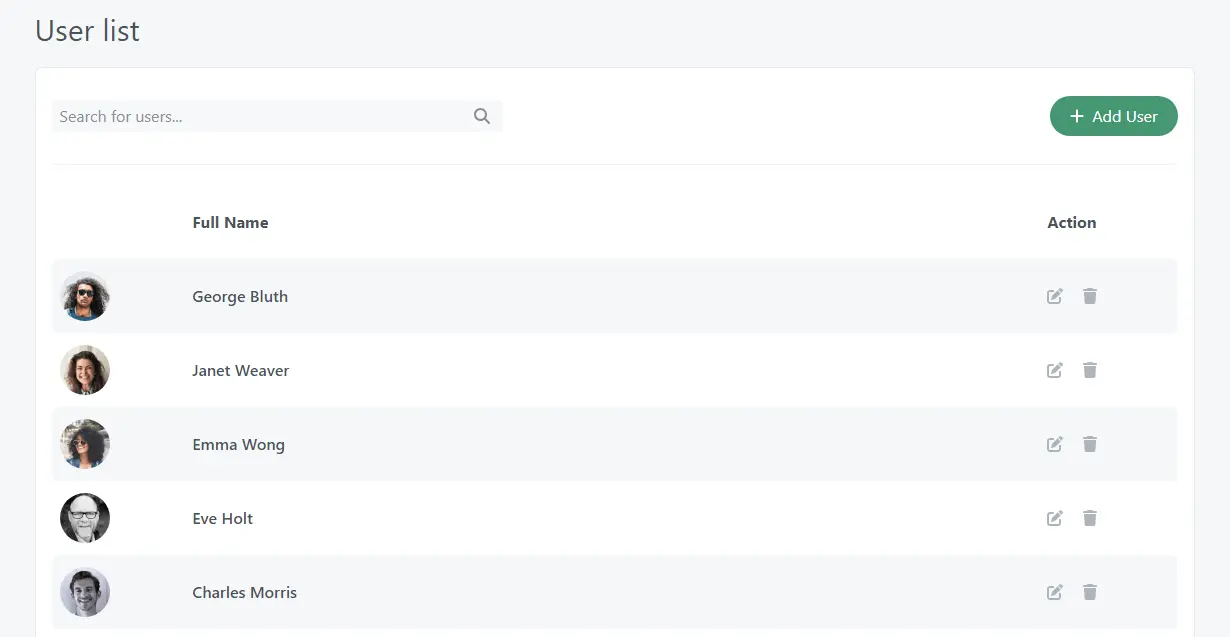 User list
Search for users...
Add User
Full Name Action
George Bluth
Janet Weaver
Emma Wong
Eve Holt
Charles Morris